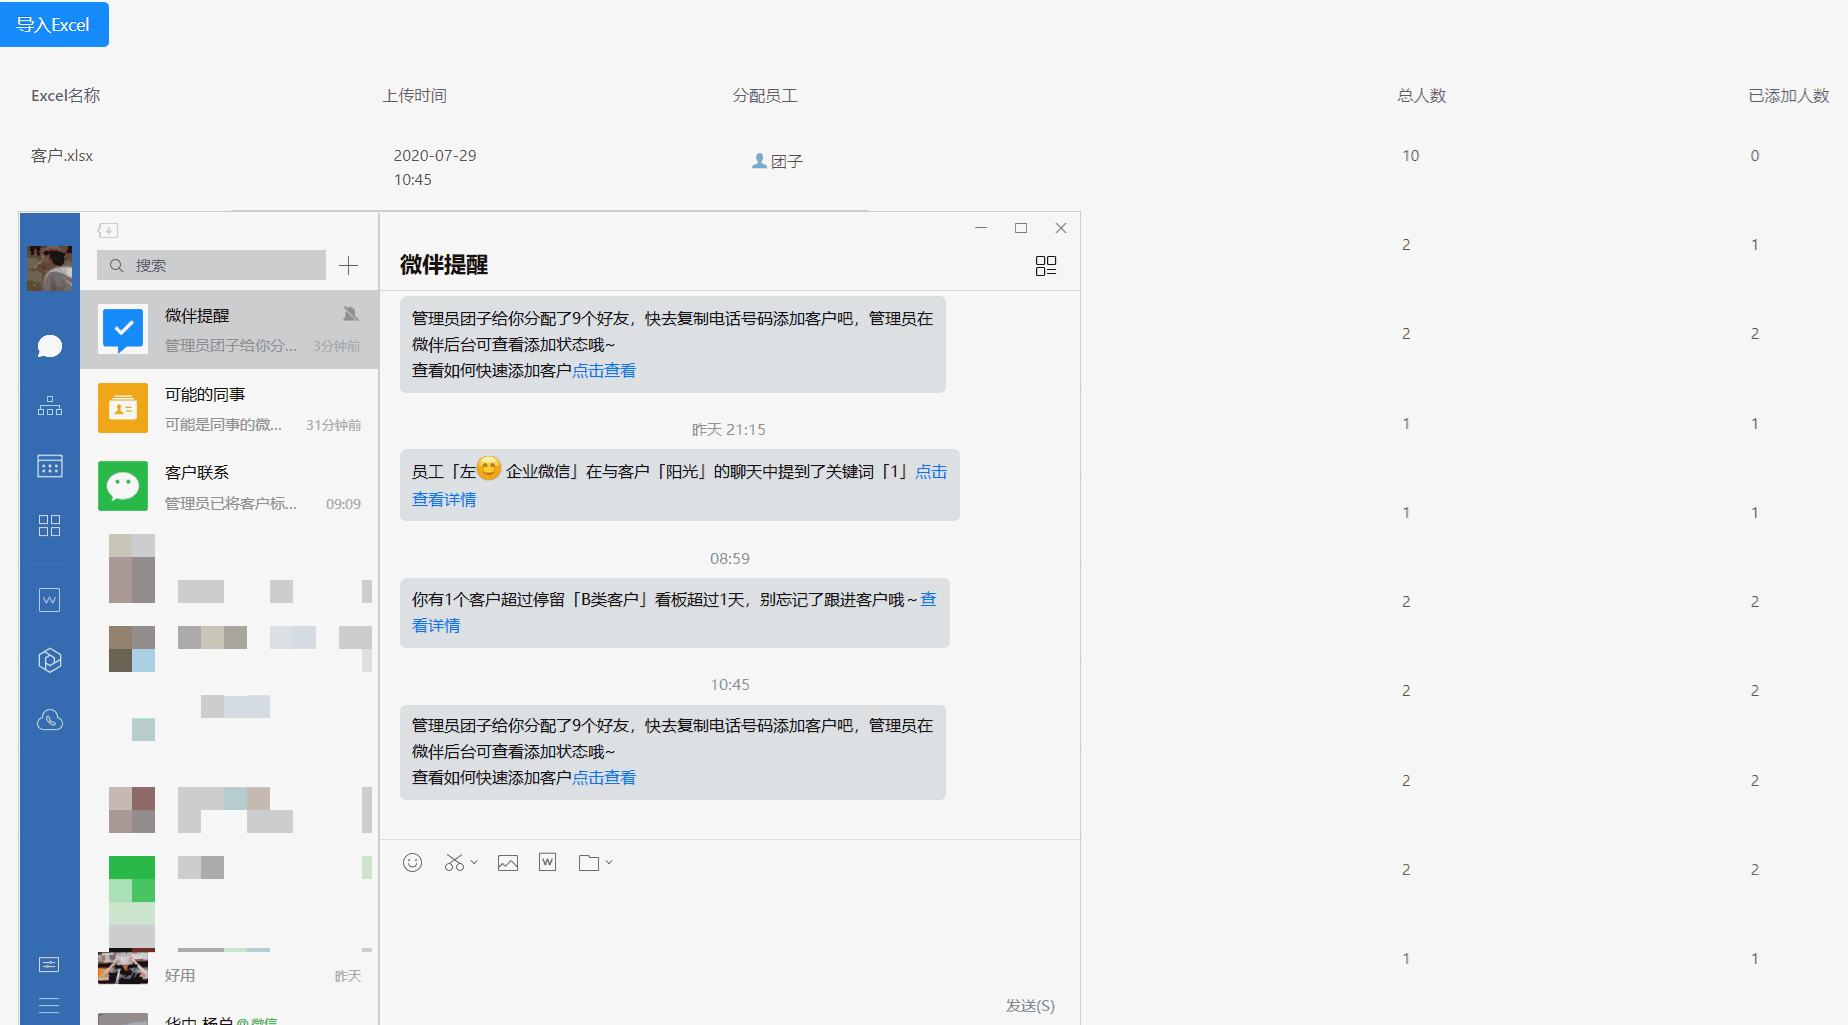 导入Excel
Excel名称 上传时间 分配员工 总人数 已添加人数
客户.xlsx 2020-07-29 10:45 团子 10 0
2 1
2 2
1 1
1 1
2 2
2 2
2 2
2 2
1 1
搜索
微伴提醒
管理员团子给你分... 3分钟前
可能的同事
可能是同事的微... 31分钟前
客户联系
管理员已将客户标... 09:09
好用 昨天
微伴提醒
管理员团子给你分配了9个好友，快去复制电话号码添加客户吧，管理员在
微伴后台可查看添加状态哦~
查看如何快速添加客户点击查看
昨天 21:15
员工「左😊 企业微信」在与客户「阳光」的聊天中提到了关键词「1」点击
查看详情
08:59
你有1个客户超过停留「B类客户」看板超过1天，别忘记了跟进客户哦~查
看详情
10:45
管理员团子给你分配了9个好友，快去复制电话号码添加客户吧，管理员在
微伴后台可查看添加状态哦~
查看如何快速添加客户点击查看
发送(S)